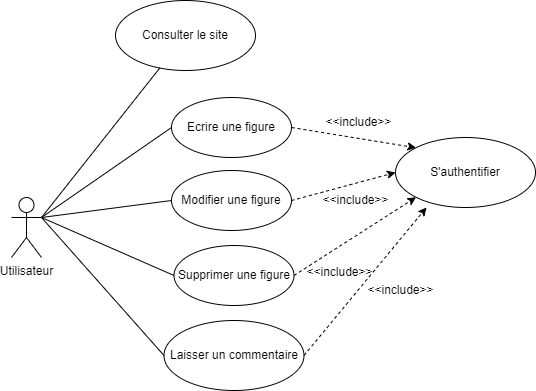 Consulter le site
Ecrire une figure
<<include>>
S'authentifier
Modifier une figure
<<include>>
Utilisateur
Supprimer une figure
<<include>>
<<include>>
Laisser un commentaire